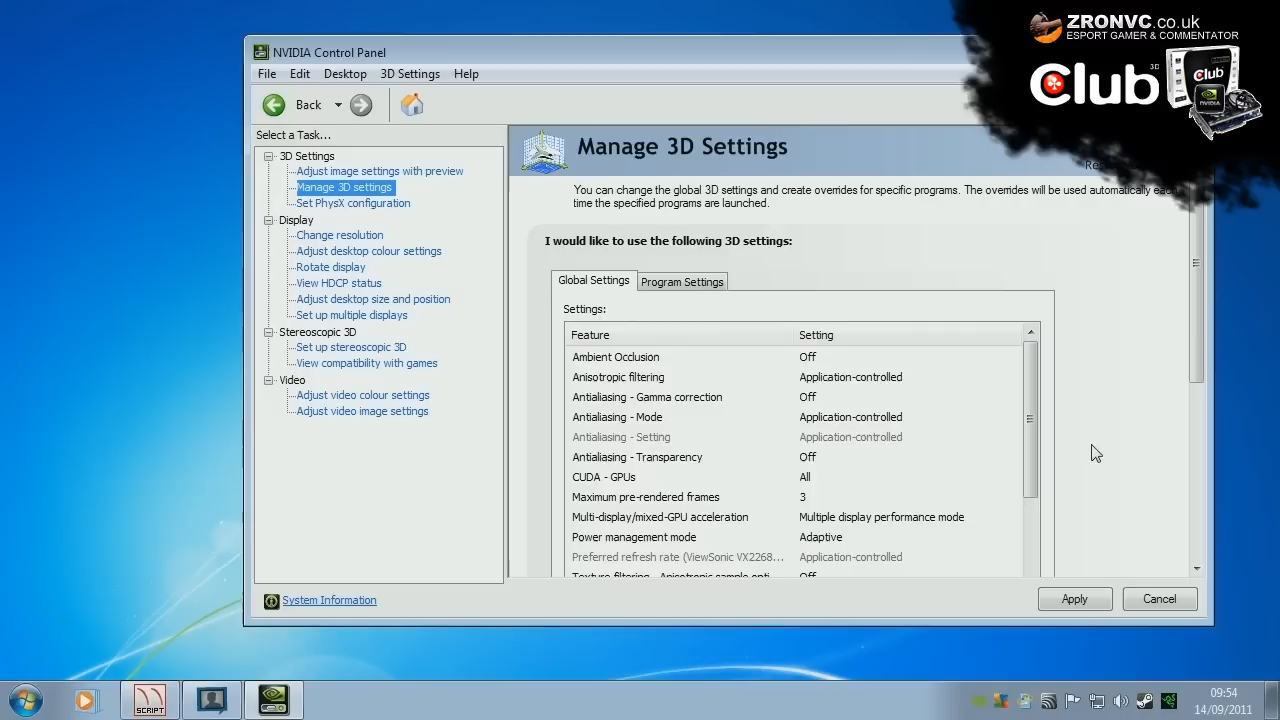 ZRONVC.co.uk
ESPORT GAMER & COMMENTATOR
Club 3D
Club
NVIDIA
NVIDIA Control Panel
File Edit Desktop 3D Settings Help
Back
Select a Task...
3D Settings
Adjust image settings with preview
Manage 3D settings
Set PhysX configuration
Display
Change resolution
Adjust desktop colour settings
Rotate display
View HDCP status
Adjust desktop size and position
Set up multiple displays
Stereoscopic 3D
Set up stereoscopic 3D
View compatibility with games
Video
Adjust video colour settings
Adjust video image settings
System Information
Manage 3D Settings
You can change the global 3D settings and create overrides for specific programs. The overrides will be used automatically each
time the specified programs are launched.
I would like to use the following 3D settings:
Global Settings Program Settings
Settings:
Feature Setting
Ambient Occlusion Off
Anisotropic filtering Application-controlled
Antialiasing - Gamma correction Off
Antialiasing - Mode Application-controlled
Antialiasing - Setting Application-controlled
Antialiasing - Transparency Off
CUDA - GPUs All
Maximum pre-rendered frames 3
Multi-display/mixed-GPU acceleration Multiple display performance mode
Power management mode Adaptive
Preferred refresh rate (ViewSonic VX2268... Application-controlled
Texture filtering - Anisotropic sample opti... Off
Apply Cancel
SCRIPT
09:54
14/09/2011